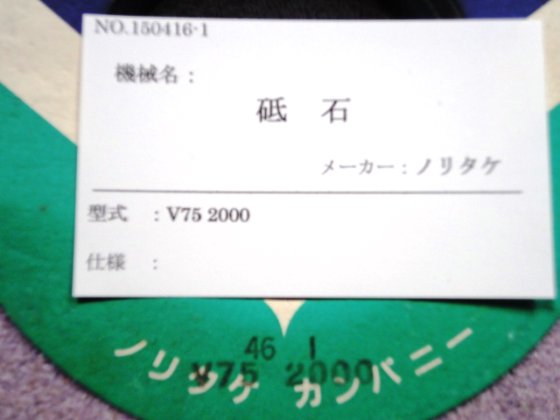 NO.150416-1
機械名：
砥 石
メーカー：ノリタケ
型式 ：V75 2000
仕様 ：
46 I
V75 2000
ノリタケ カンパニー